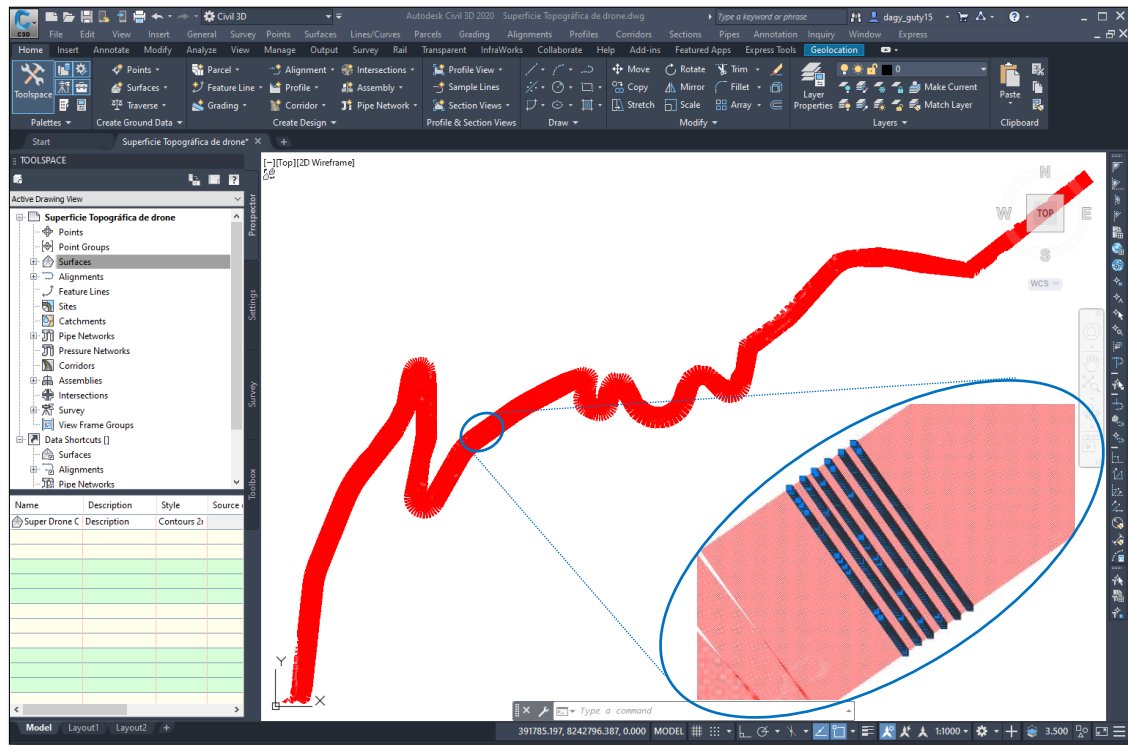 C3D Civil 3D Autodesk Civil 3D 2020 Superficie Topográfica de drone.dwg Type a keyword or phrase dagy_guty15
File Edit View Insert General Survey Points Surfaces Lines/Curves Parcels Grading Alignments Profiles Corridors Sections Pipes Annotation Inquiry Window Express
Home Insert Annotate Modify Analyze View Manage Output Survey Rail Transparent InfraWorks Collaborate Help Add-ins Featured Apps Express Tools Geolocation
Points Parcel Alignment Intersections Profile View Move Rotate Trim 0
Toolspace Surfaces Feature Line Profile Assembly Sample Lines Copy Mirror Fillet Layer Properties Make Current Paste
Traverse Grading Corridor Pipe Network Section Views Stretch Scale Array Match Layer
Palettes Create Ground Data Create Design Profile & Section Views Draw Modify Layers Clipboard
Start Superficie Topográfica de drone* +
TOOLSPACE
[−][Top][2D Wireframe]
Active Drawing View
Superficie Topográfica de drone
Points
Point Groups
Surfaces
Alignments
Feature Lines
Sites
Catchments
Pipe Networks
Pressure Networks
Corridors
Assemblies
Intersections
Survey
View Frame Groups
Data Shortcuts []
Surfaces
Alignments
Pipe Networks
Prospector
Settings
Survey
Toolbox
Name Description Style Source
Super Drone C Description Contours 2
N
W TOP E
S
WCS
Y
X
Type a command
Model Layout1 Layout2 +
391785.197, 8242796.387, 0.000 MODEL 1:1000 3.500